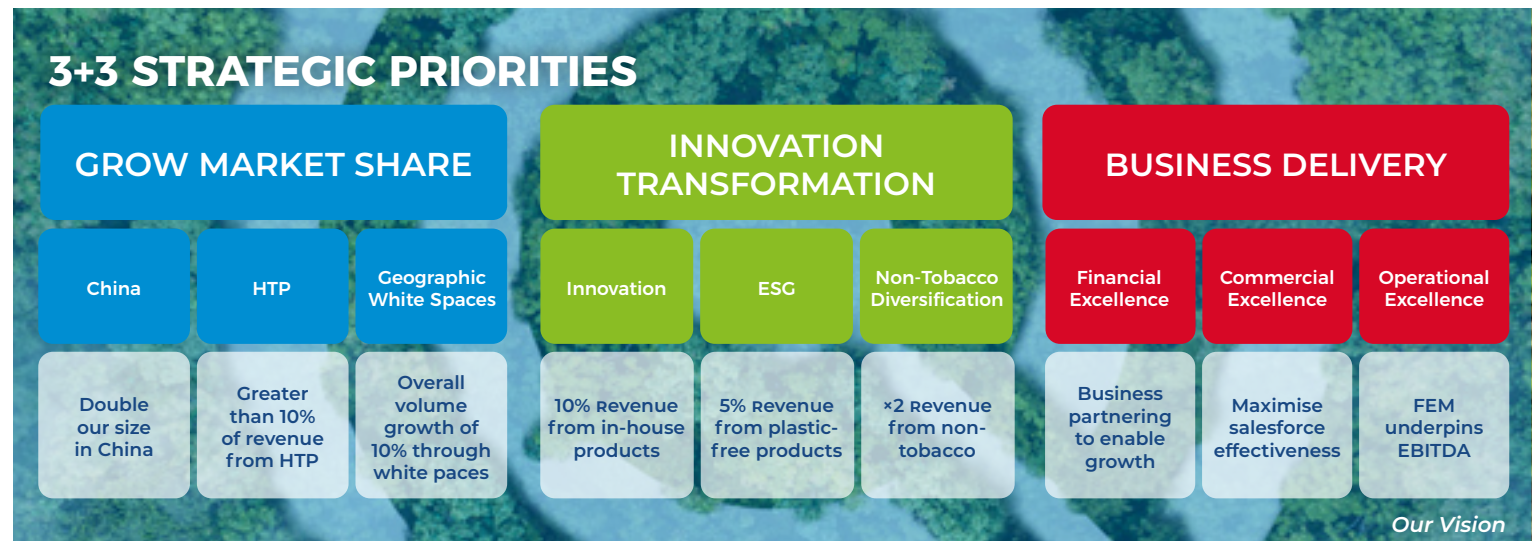 3+3 STRATEGIC PRIORITIES
GROW MARKET SHARE
INNOVATION
TRANSFORMATION
BUSINESS DELIVERY
China
HTP
Geographic
White Spaces
Innovation
ESG
Non-Tobacco
Diversification
Financial
Excellence
Commercial
Excellence
Operational
Excellence
Double
our size
in China
Greater
than 10%
of revenue
from HTP
Overall
volume
growth of
10% through
white paces
10% Revenue
from in-house
products
5% Revenue
from plastic-
free products
×2 Revenue
from non-
tobacco
Business
partnering
to enable
growth
Maximise
salesforce
effectiveness
FEM
underpins
EBITDA
Our Vision